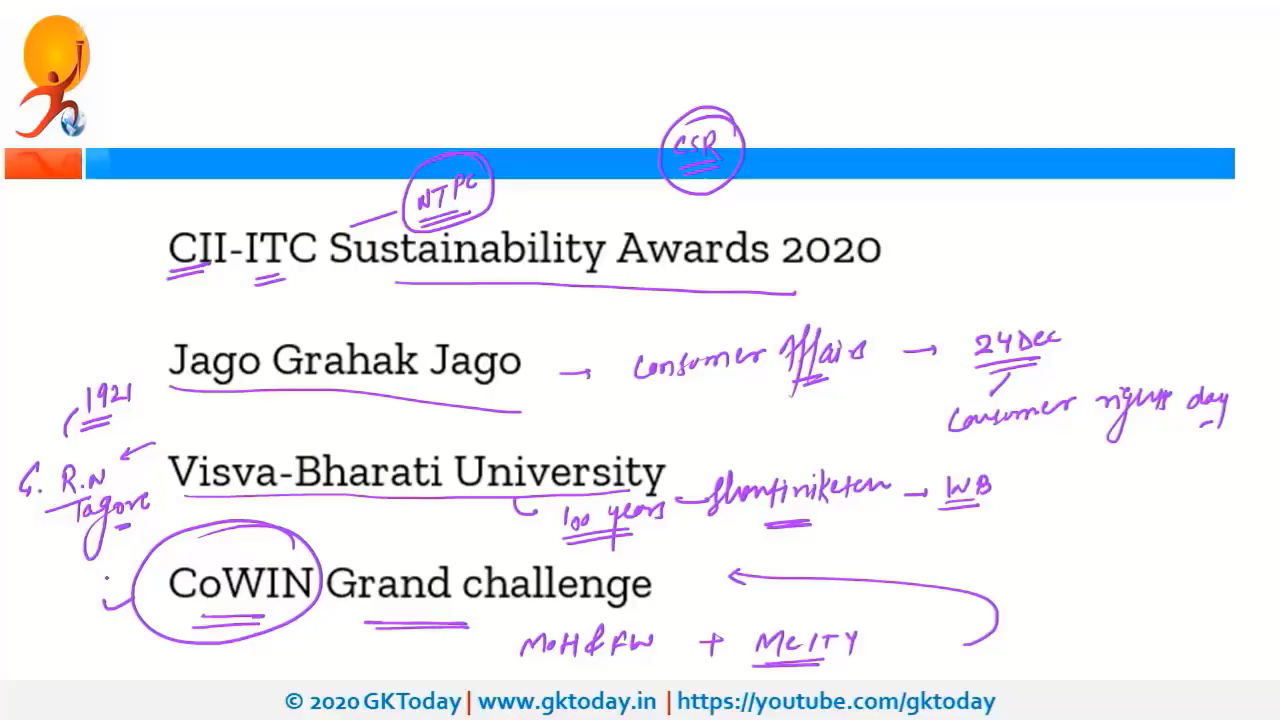 CSR
NTPC
CII-ITC Sustainability Awards 2020
Jago Grahak Jago → Consumer Affairs → 24 Dec
Consumer rights day
1921
G. R.N
Tagore
Visva-Bharati University
100 years - Shantiniketan → WB
CoWIN Grand challenge
MoH&FW + MeITY
© 2020 GKToday | www.gktoday.in | https://youtube.com/gktoday